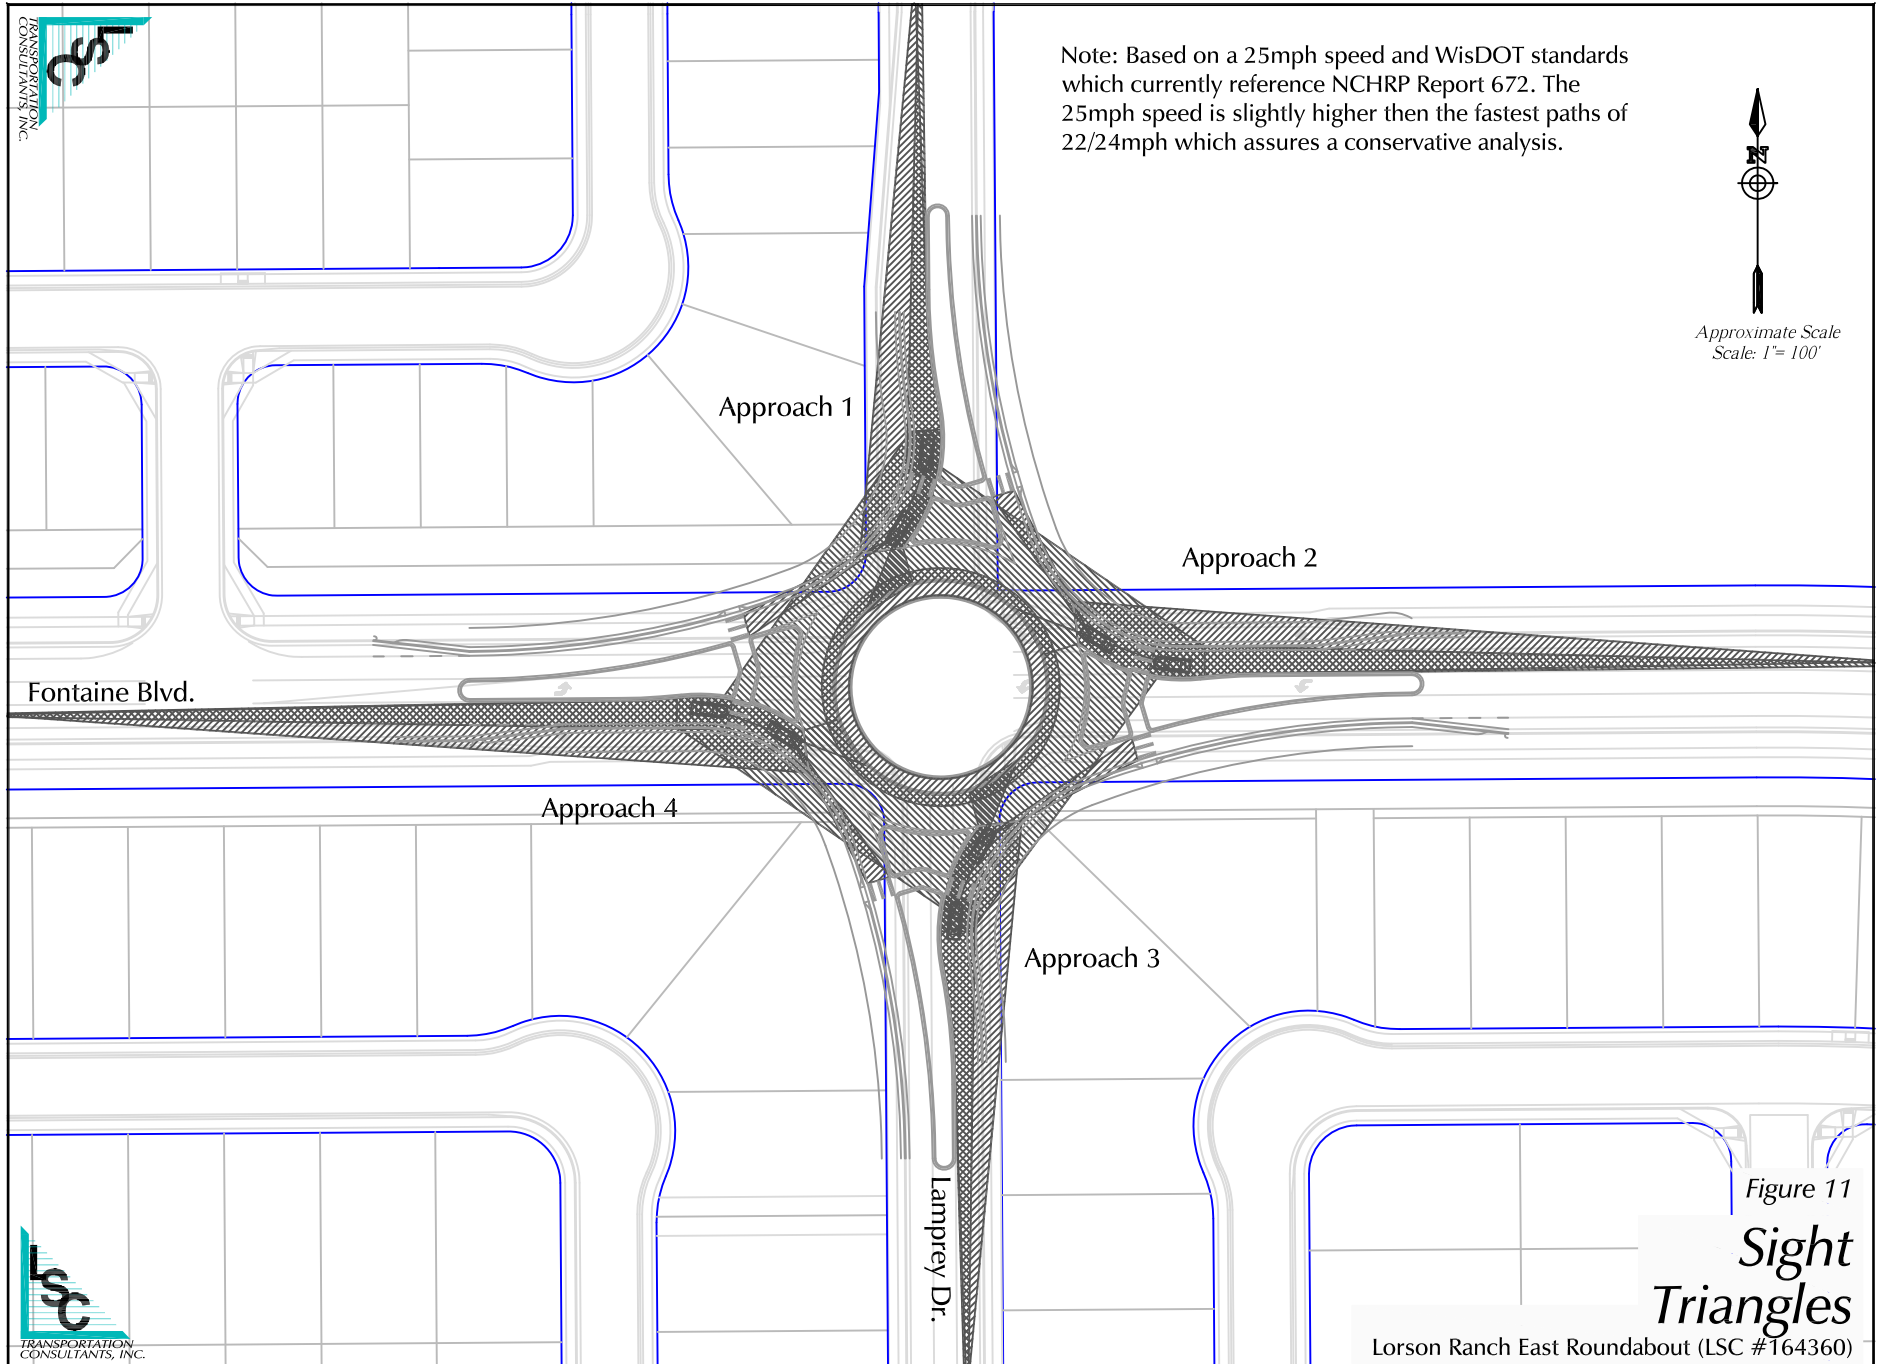 LSC
TRANSPORTATION
CONSULTANTS, INC.
Note: Based on a 25mph speed and WisDOT standards
which currently reference NCHRP Report 672. The
25mph speed is slightly higher then the fastest paths of
22/24mph which assures a conservative analysis.
N
Approximate Scale
Scale: 1"= 100'
Approach 1
Approach 2
Fontaine Blvd.
Approach 4
Approach 3
Lamprey Dr.
Figure 11
Sight
Triangles
Lorson Ranch East Roundabout (LSC #164360)
LSC
TRANSPORTATION
CONSULTANTS, INC.